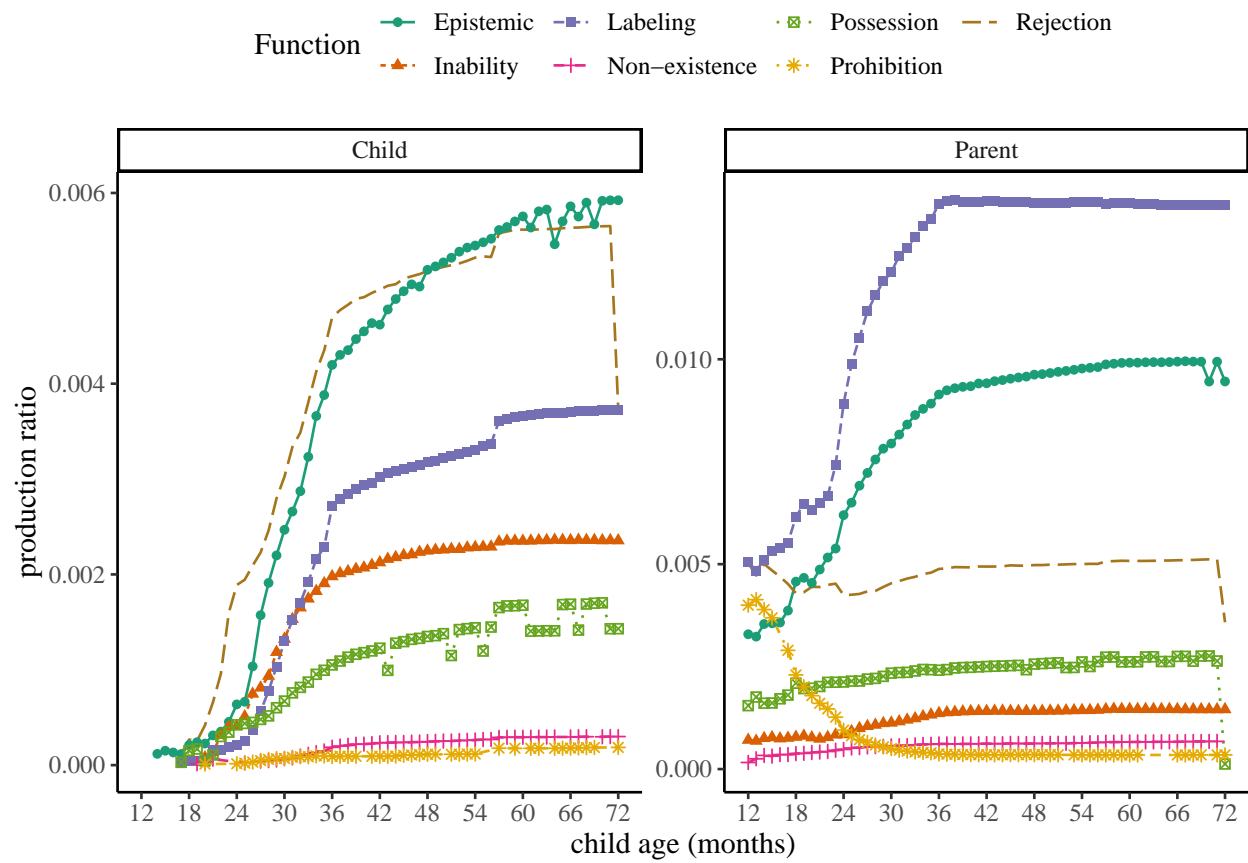 Function
Epistemic
Labeling
Possession
Rejection
Inability
Non−existence
Prohibition
Child
Parent
production ratio
0.006
0.004
0.002
0.000
0.010
0.005
0.000
12 18 24 30 36 42 48 54 60 66 72
12 18 24 30 36 42 48 54 60 66 72
child age (months)